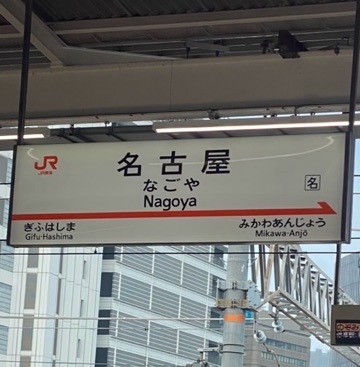 JR
JR東海
名古屋
なごや
Nagoya
名
ぎふはしま
Gifu-Hashima
みかわあんじょう
Mikawa-Anjō